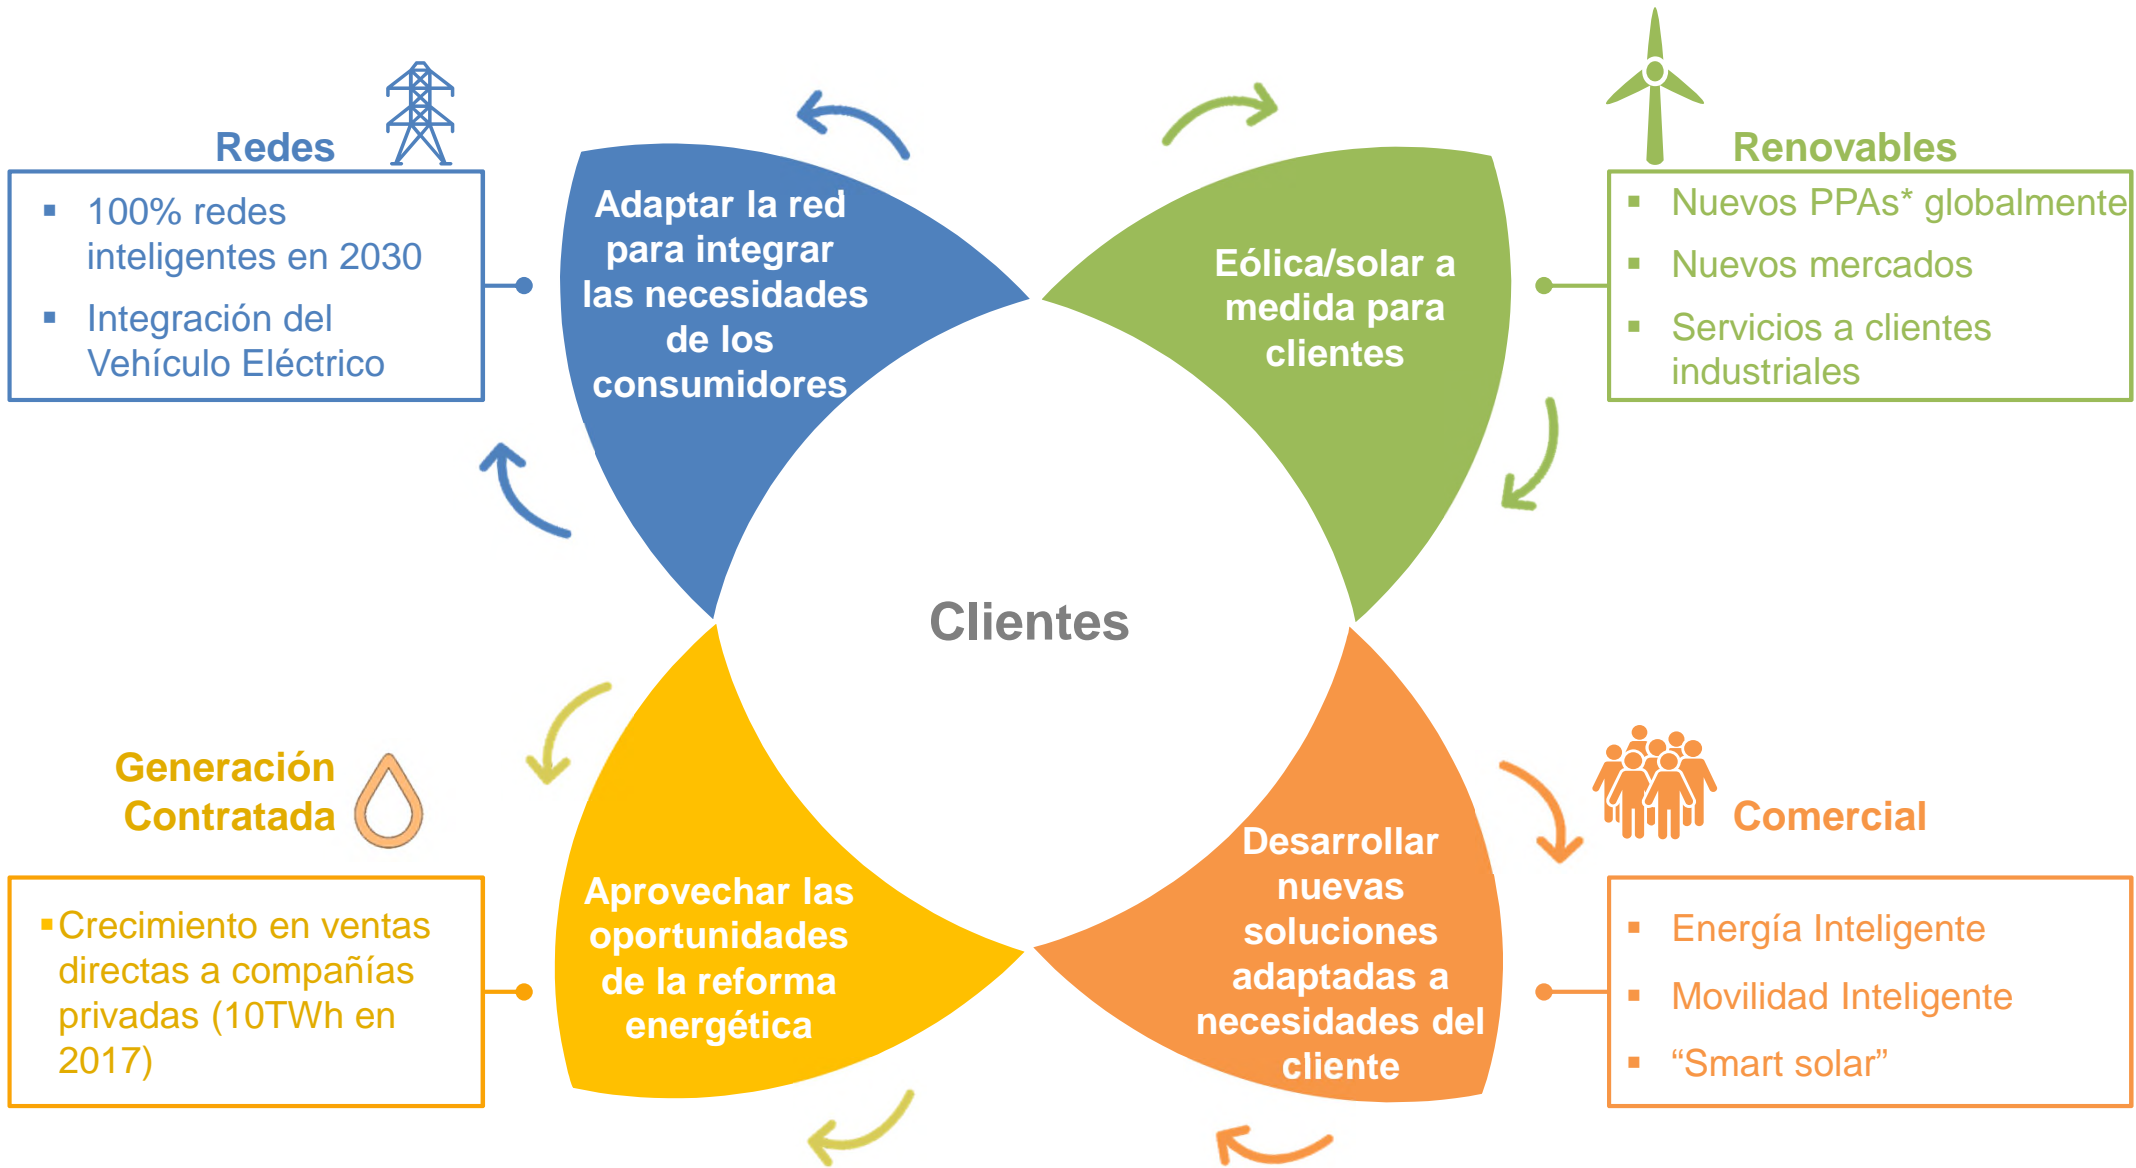 Redes
▪ 100% redes
inteligentes en 2030
▪ Integración del
Vehículo Eléctrico
Adaptar la red
para integrar
las necesidades
de los
consumidores
Eólica/solar a
medida para
clientes
Renovables
▪ Nuevos PPAs* globalmente
▪ Nuevos mercados
▪ Servicios a clientes
industriales
Clientes
Generación
Contratada
▪ Crecimiento en ventas
directas a compañías
privadas (10TWh en
2017)
Aprovechar las
oportunidades
de la reforma
energética
Desarrollar
nuevas
soluciones
adaptadas a
necesidades del
cliente
Comercial
▪ Energía Inteligente
▪ Movilidad Inteligente
▪ “Smart solar”